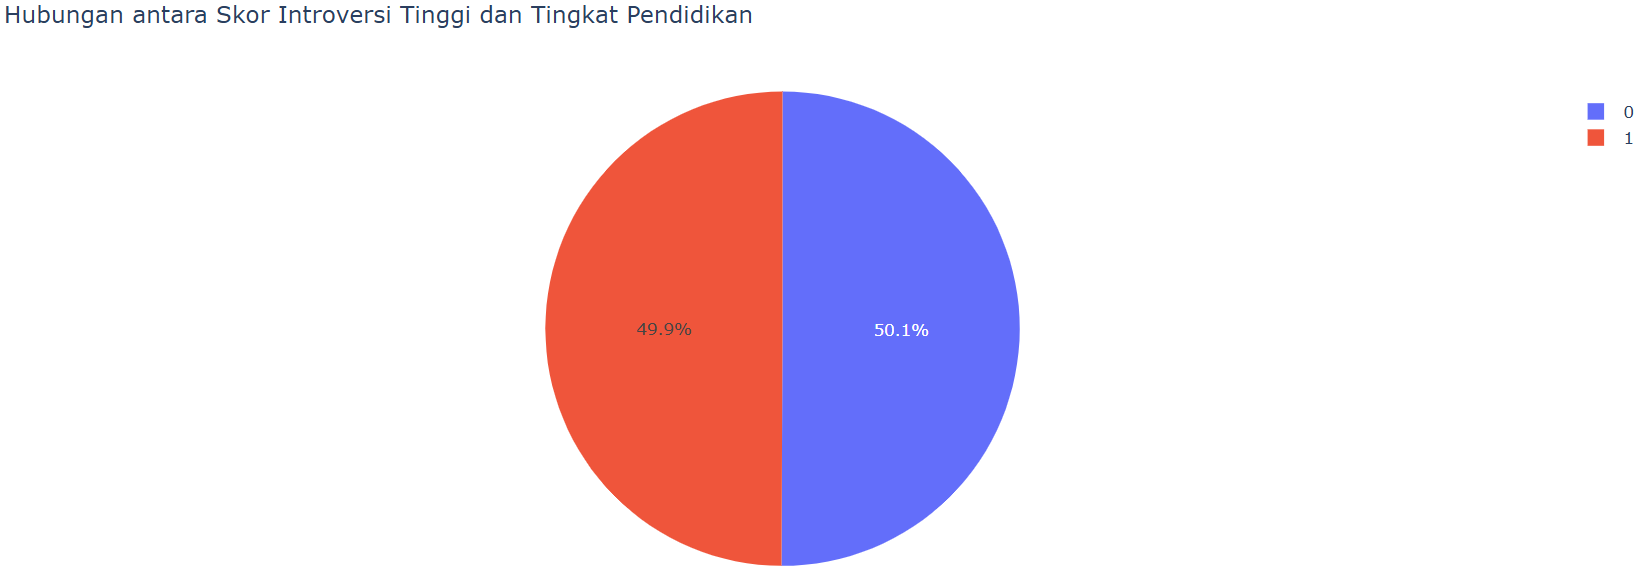 Hubungan antara Skor Introversi Tinggi dan Tingkat Pendidikan
0
1
49.9%
50.1%